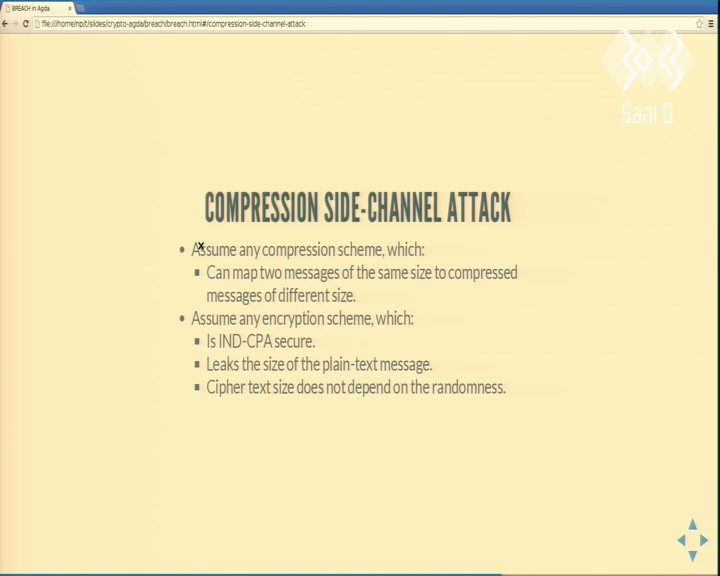 BREACH in Agda
file:///home/np/t/slides/crypto-agda/breach/breach.html#/compression-side-channel-attack
Saal G
COMPRESSION SIDE-CHANNEL ATTACK
Assume any compression scheme, which:
Can map two messages of the same size to compressed
messages of different size.
Assume any encryption scheme, which:
Is IND-CPA secure.
Leaks the size of the plain-text message.
Cipher text size does not depend on the randomness.